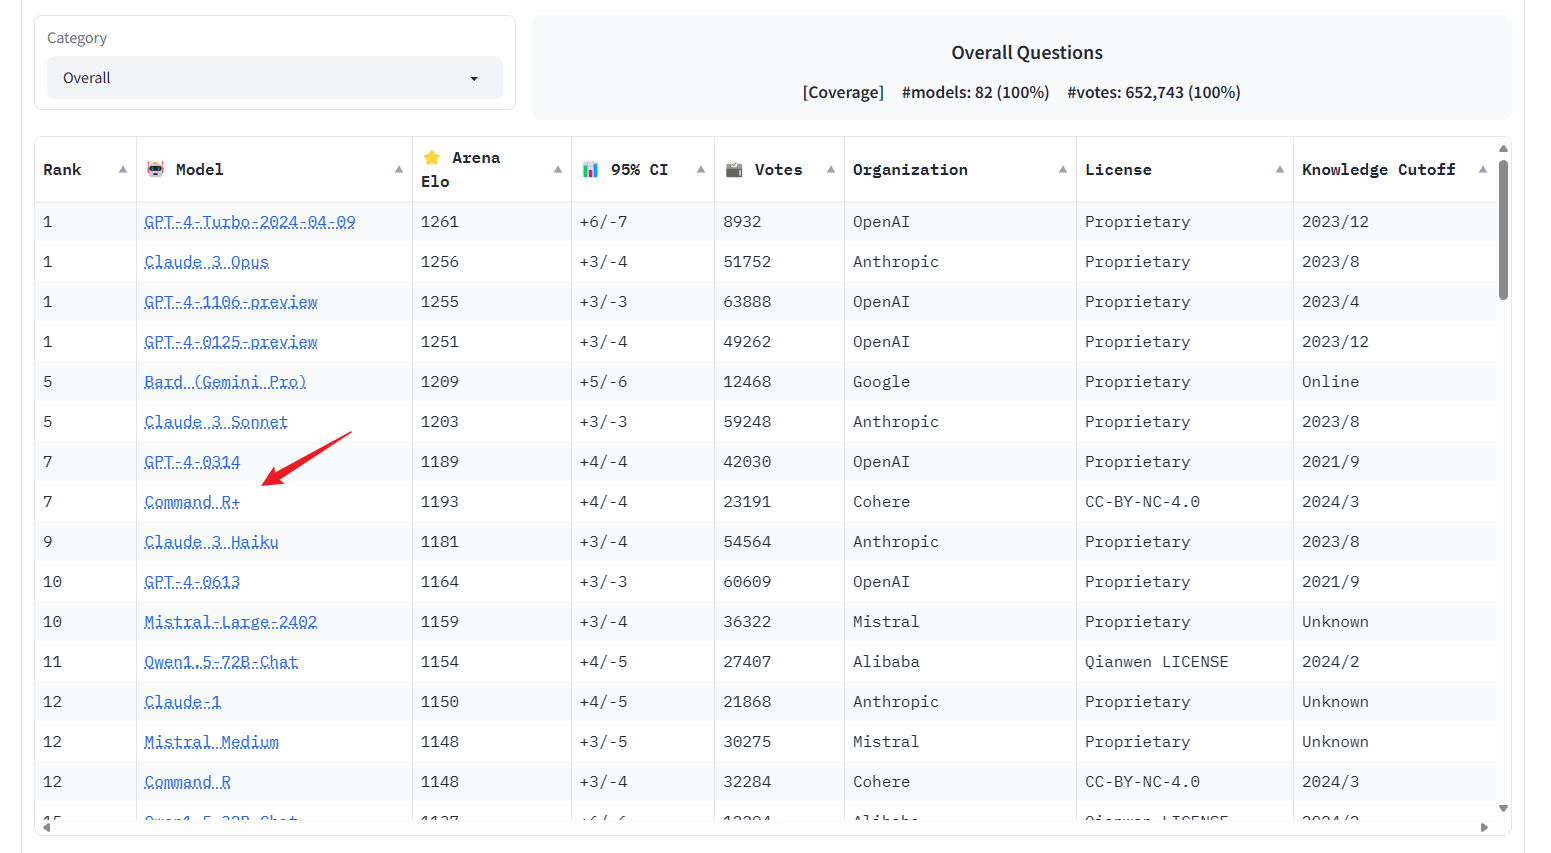 Category
Overall
Overall Questions
[Coverage] #models: 82 (100%) #votes: 652,743 (100%)
Rank Model Arena Elo 95% CI Votes Organization License Knowledge Cutoff
1 GPT-4-Turbo-2024-04-09 1261 +6/-7 8932 OpenAI Proprietary 2023/12
1 Claude 3 Opus 1256 +3/-4 51752 Anthropic Proprietary 2023/8
1 GPT-4-1106-preview 1255 +3/-3 63888 OpenAI Proprietary 2023/4
1 GPT-4-0125-preview 1251 +3/-4 49262 OpenAI Proprietary 2023/12
5 Bard (Gemini Pro) 1209 +5/-6 12468 Google Proprietary Online
5 Claude 3 Sonnet 1203 +3/-3 59248 Anthropic Proprietary 2023/8
7 GPT-4-0314 1189 +4/-4 42030 OpenAI Proprietary 2021/9
7 Command R+ 1193 +4/-4 23191 Cohere CC-BY-NC-4.0 2024/3
9 Claude 3 Haiku 1181 +3/-4 54564 Anthropic Proprietary 2023/8
10 GPT-4-0613 1164 +3/-3 60609 OpenAI Proprietary 2021/9
10 Mistral-Large-2402 1159 +3/-4 36322 Mistral Proprietary Unknown
11 Qwen1.5-72B-Chat 1154 +4/-5 27407 Alibaba Qianwen LICENSE 2024/2
12 Claude-1 1150 +4/-5 21868 Anthropic Proprietary Unknown
12 Mistral Medium 1148 +3/-5 30275 Mistral Proprietary Unknown
12 Command R 1148 +3/-4 32284 Cohere CC-BY-NC-4.0 2024/3